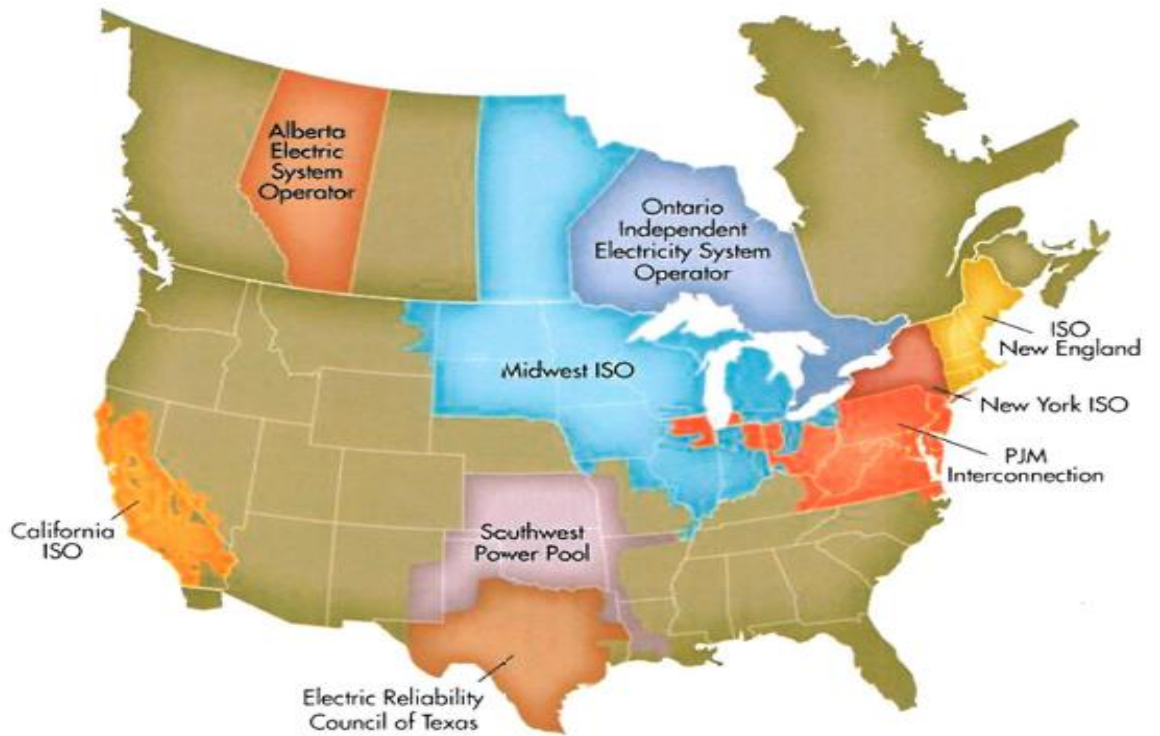 Alberta
Electric
System
Operator
Ontario
Independent
Electricity System
Operator
ISO
New England
Midwest ISO
New York ISO
PJM
Interconnection
California
ISO
Southwest
Power Pool
Electric Reliability
Council of Texas